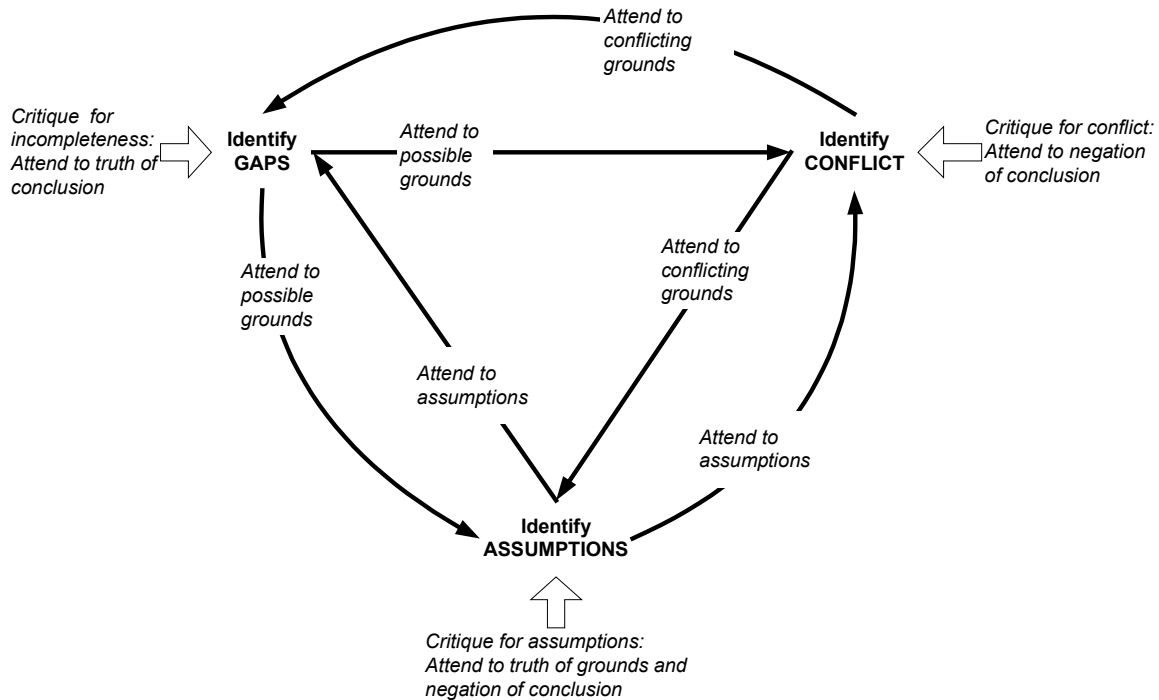 Attend to
conflicting
grounds
Critique for
incompleteness:
Attend to truth of
conclusion
Identify
GAPS
Attend to
possible
grounds
Identify
CONFLICT
Critique for conflict:
Attend to negation
of conclusion
Attend to
possible
grounds
Attend to
conflicting
grounds
Attend to
assumptions
Attend to
assumptions
Identify
ASSUMPTIONS
Critique for assumptions:
Attend to truth of grounds and
negation of conclusion